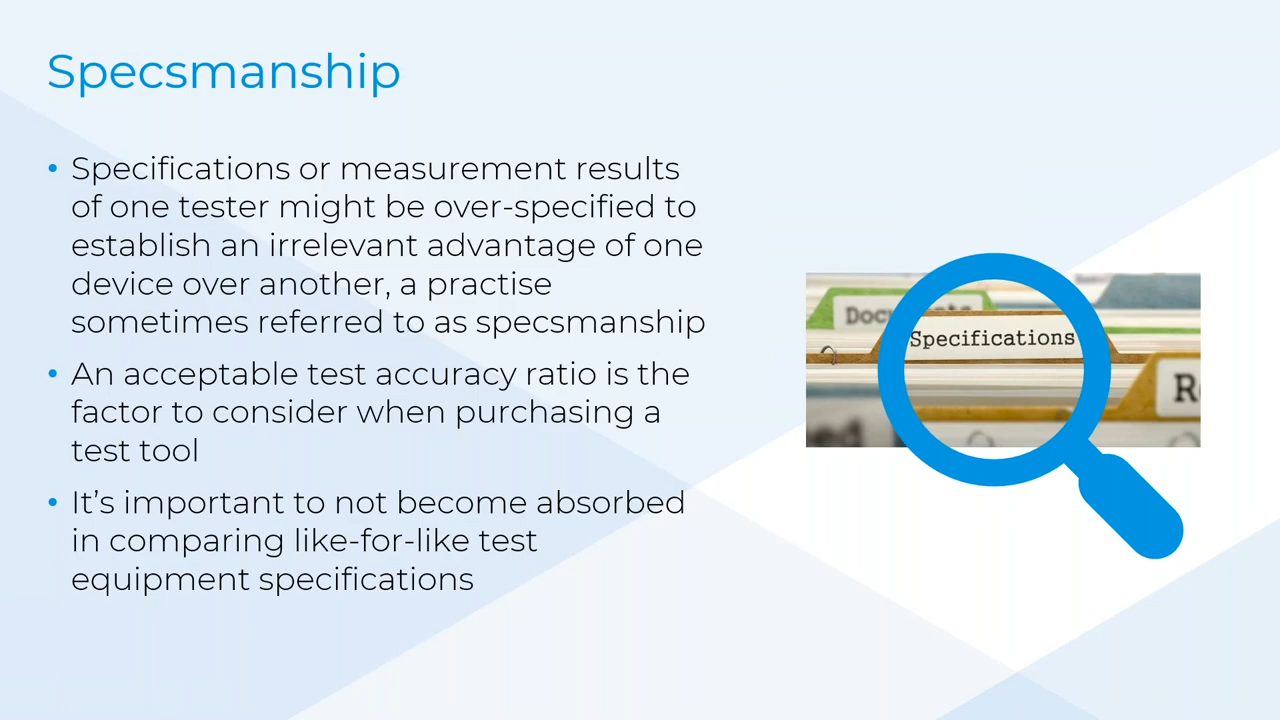 Specsmanship
• Specifications or measurement results
of one tester might be over-specified to
establish an irrelevant advantage of one
device over another, a practise
sometimes referred to as specsmanship
• An acceptable test accuracy ratio is the
factor to consider when purchasing a
test tool
• It’s important to not become absorbed
in comparing like-for-like test
equipment specifications
Specifications